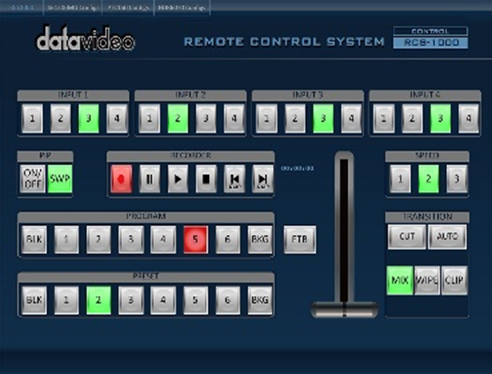 datavideo
REMOTE CONTROL SYSTEM
CONTROL
RCS-1000
INPUT 1 INPUT 2 INPUT 3 INPUT 4
1 2 3 4 1 2 3 4 1 2 3 4 1 2 3 4
PIP RECORDER SPEED
ON/ SWP 1 2 3
OFF
00:00:00
PROGRAM TRANSITION
BLK 1 2 3 4 5 6 BKG FTB CUT AUTO
PRESET
MIX WIPE CLIP
BLK 1 2 3 4 5 6 BKG